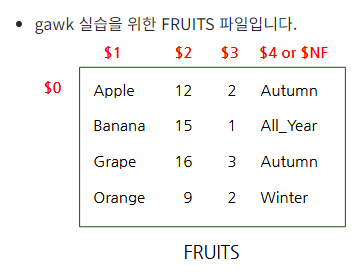 • gawk 실습을 위한 FRUITS 파일입니다.
$1 $2 $3 $4 or $NF
$0
Apple 12 2 Autumn
Banana 15 1 All_Year
Grape 16 3 Autumn
Orange 9 2 Winter
FRUITS